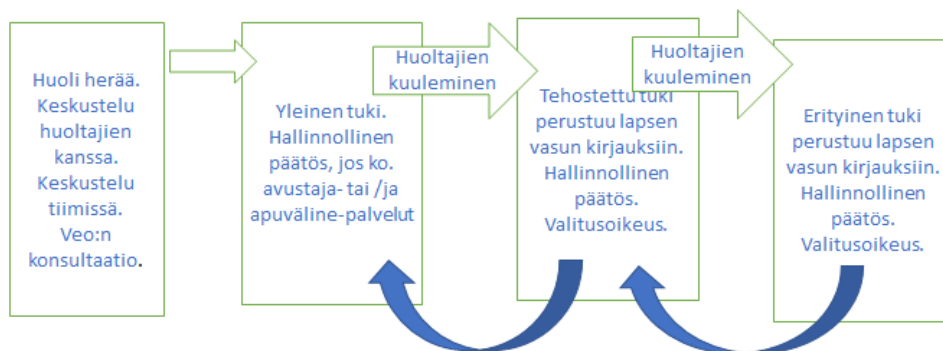 Huoli herää.
Keskustelu
huoltajien
kanssa.
Keskustelu
tiimissä.
Veo:n
konsultaatio.
Yleinen tuki.
Hallinnollinen
päätös, jos ko.
avustaja- tai /ja
apuväline-palvelut
Huoltajien
kuuleminen
Tehostettu tuki
perustuu lapsen
vasun kirjauksiin.
Hallinnollinen
päätös.
Valitusoikeus.
Huoltajien
kuuleminen
Erityinen tuki
perustuu lapsen
vasun kirjauksiin.
Hallinnollinen
päätös.
Valitusoikeus.